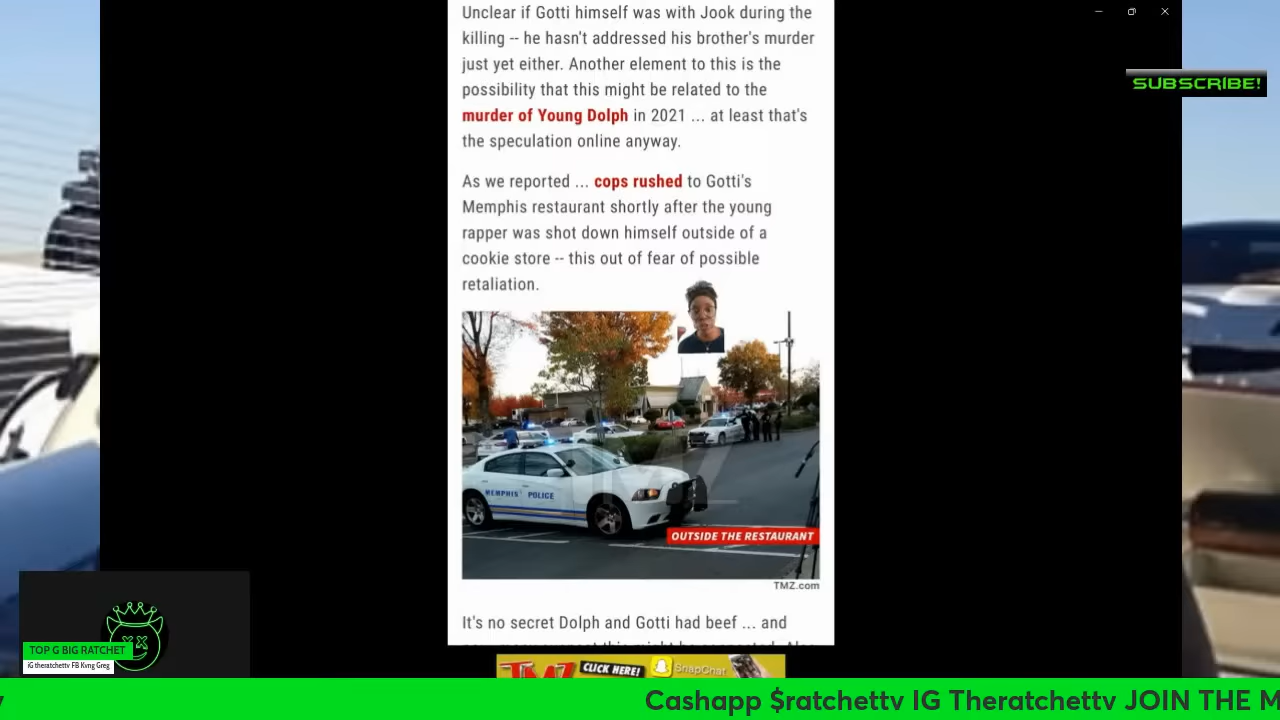 Unclear if Gotti himself was with Jook during the
killing -- he hasn't addressed his brother's murder
just yet either. Another element to this is the
possibility that this might be related to the
murder of Young Dolph in 2021 ... at least that's
the speculation online anyway.
SUBSCRIBE!
As we reported ... cops rushed to Gotti's
Memphis restaurant shortly after the young
rapper was shot down himself outside of a
cookie store -- this out of fear of possible
retaliation.
MEMPHIS POLICE
OUTSIDE THE RESTAURANT
TMZ.com
It's no secret Dolph and Gotti had beef ... and
TOP G BIG RATCHET
iG theratchettv FB Kvng Greg
TMZ
CLICK HERE!
SnapChat
Cashapp $ratchettv IG Theratchettv JOIN THE M